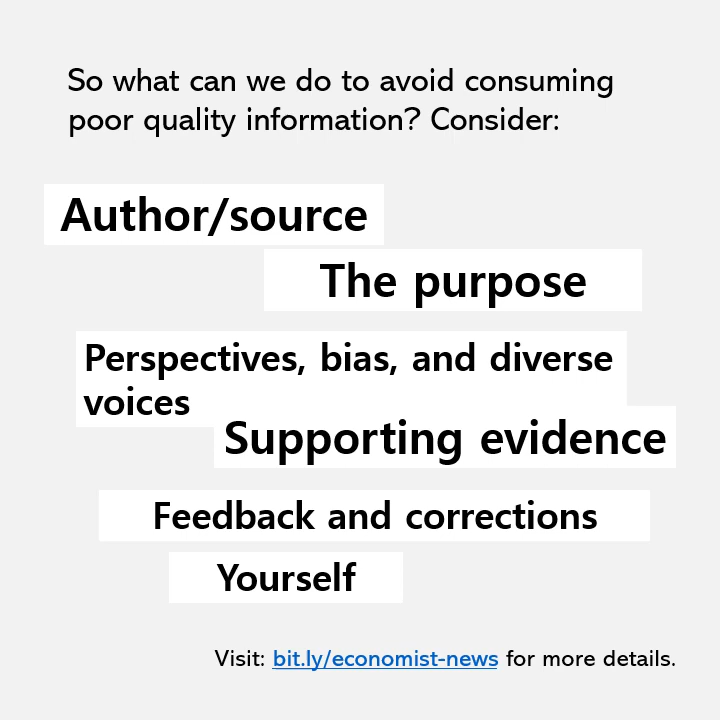 So what can we do to avoid consuming
poor quality information? Consider:
Author/source
The purpose
Perspectives, bias, and diverse
voices
Supporting evidence
Feedback and corrections
Yourself
Visit: bit.ly/economist-news for more details.